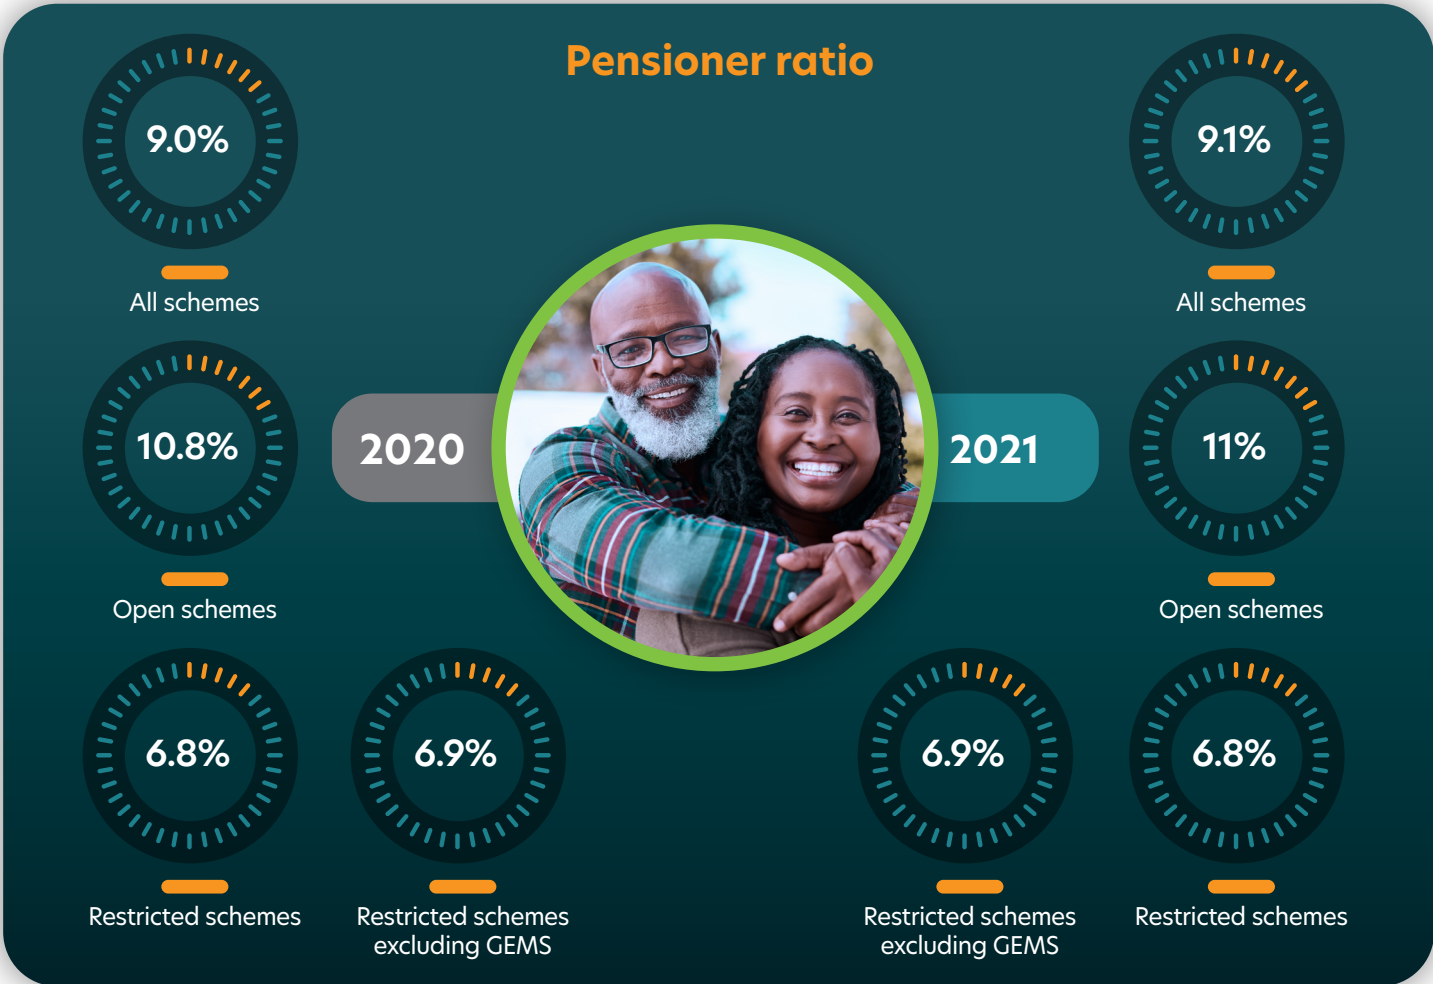 Pensioner ratio
9.0%
All schemes
10.8%
Open schemes
6.8%
Restricted schemes
6.9%
Restricted schemes
excluding GEMS
2020
2021
9.1%
All schemes
11%
Open schemes
6.9%
Restricted schemes
excluding GEMS
6.8%
Restricted schemes